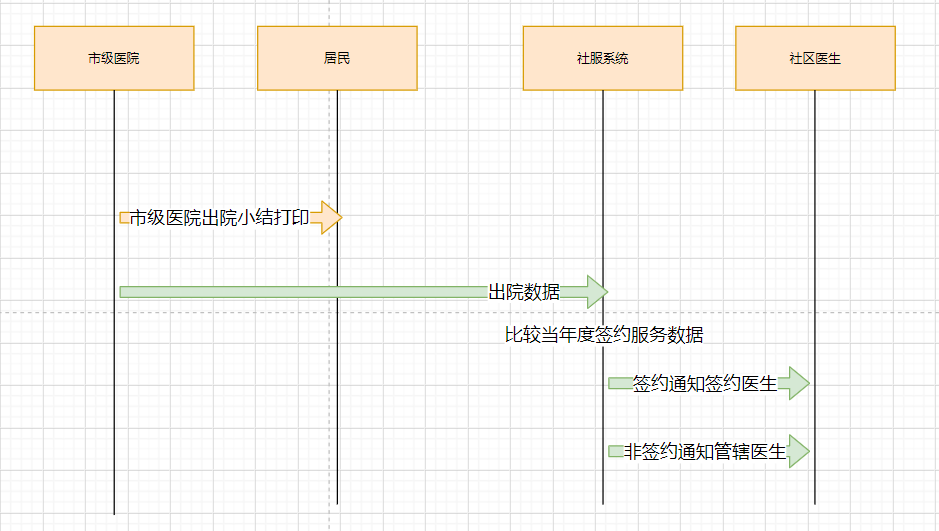 市级医院
居民
社服系统
社区医生
市级医院出院小结打印
出院数据
比较当年度签约服务数据
签约通知签约医生
非签约通知管辖医生